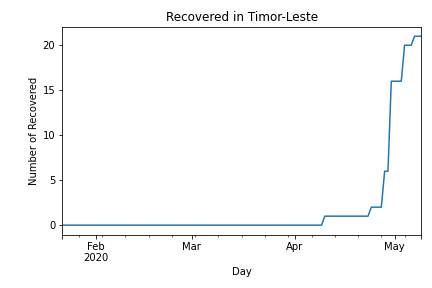 Recovered in Timor-Leste
Number of Recovered
20
15
10
5
0
Feb
2020
Mar
Apr
May
Day